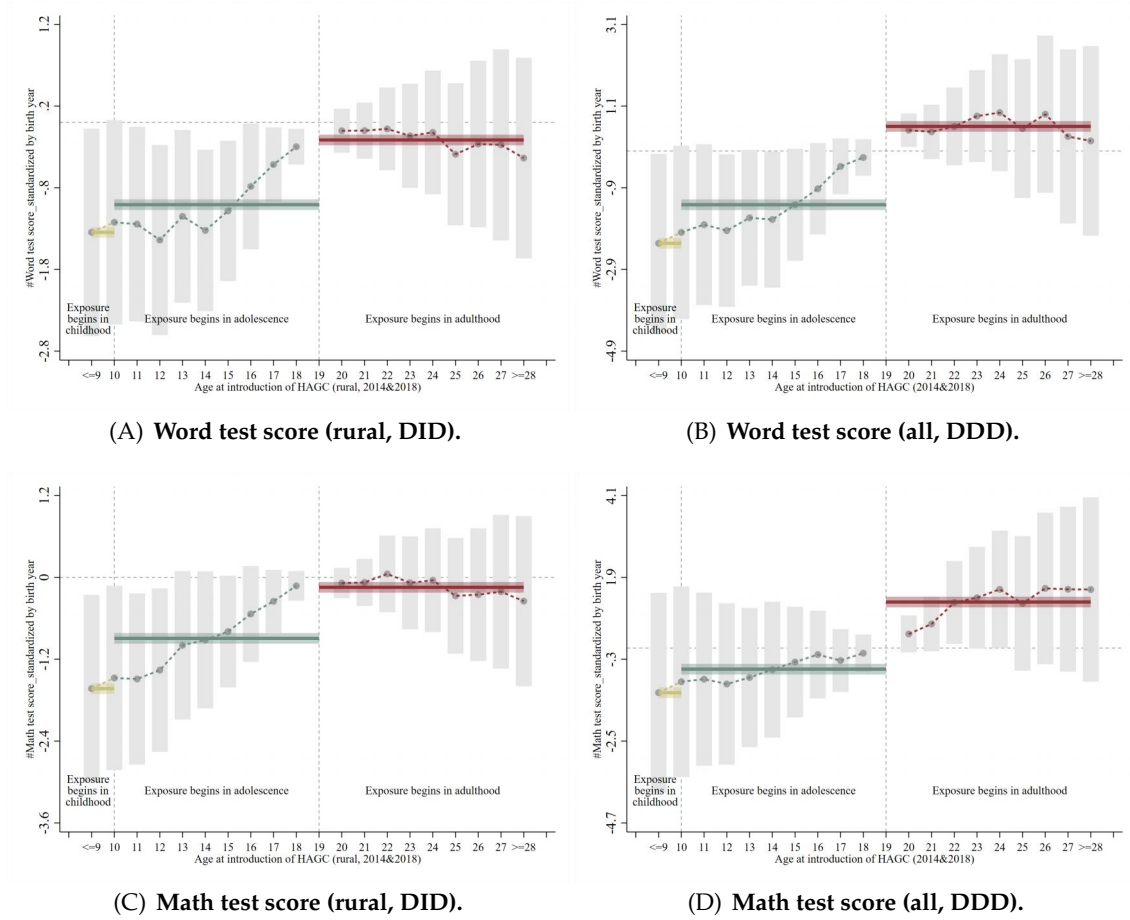 #Word test score_standardized by birth year
1.2
.2
-.8
-1.8
-2.8
Exposure
begins in
childhood
Exposure begins in adolescence
Exposure begins in adulthood
<=9 10 11 12 13 14 15 16 17 18 19 20 21 22 23 24 25 26 27 >=28
Age at introduction of HAGC (rural, 2014&2018)
(A) Word test score (rural, DID).
#Word test score_standardized by birth year
3.1
1.1
-.9
-2.9
-4.9
Exposure
begins in
childhood
Exposure begins in adolescence
Exposure begins in adulthood
<=9 10 11 12 13 14 15 16 17 18 19 20 21 22 23 24 25 26 27 >=28
Age at introduction of HAGC (2014&2018)
(B) Word test score (all, DDD).
#Math test score_standardized by birth year
1.2
0
-1.2
-2.4
-3.6
Exposure
begins in
childhood
Exposure begins in adolescence
Exposure begins in adulthood
<=9 10 11 12 13 14 15 16 17 18 19 20 21 22 23 24 25 26 27 >=28
Age at introduction of HAGC (rural, 2014&2018)
(C) Math test score (rural, DID).
#Math test score_standardized by birth year
4.1
1.9
-.3
-2.5
-4.7
Exposure
begins in
childhood
Exposure begins in adolescence
Exposure begins in adulthood
<=9 10 11 12 13 14 15 16 17 18 19 20 21 22 23 24 25 26 27 >=28
Age at introduction of HAGC (2014&2018)
(D) Math test score (all, DDD).